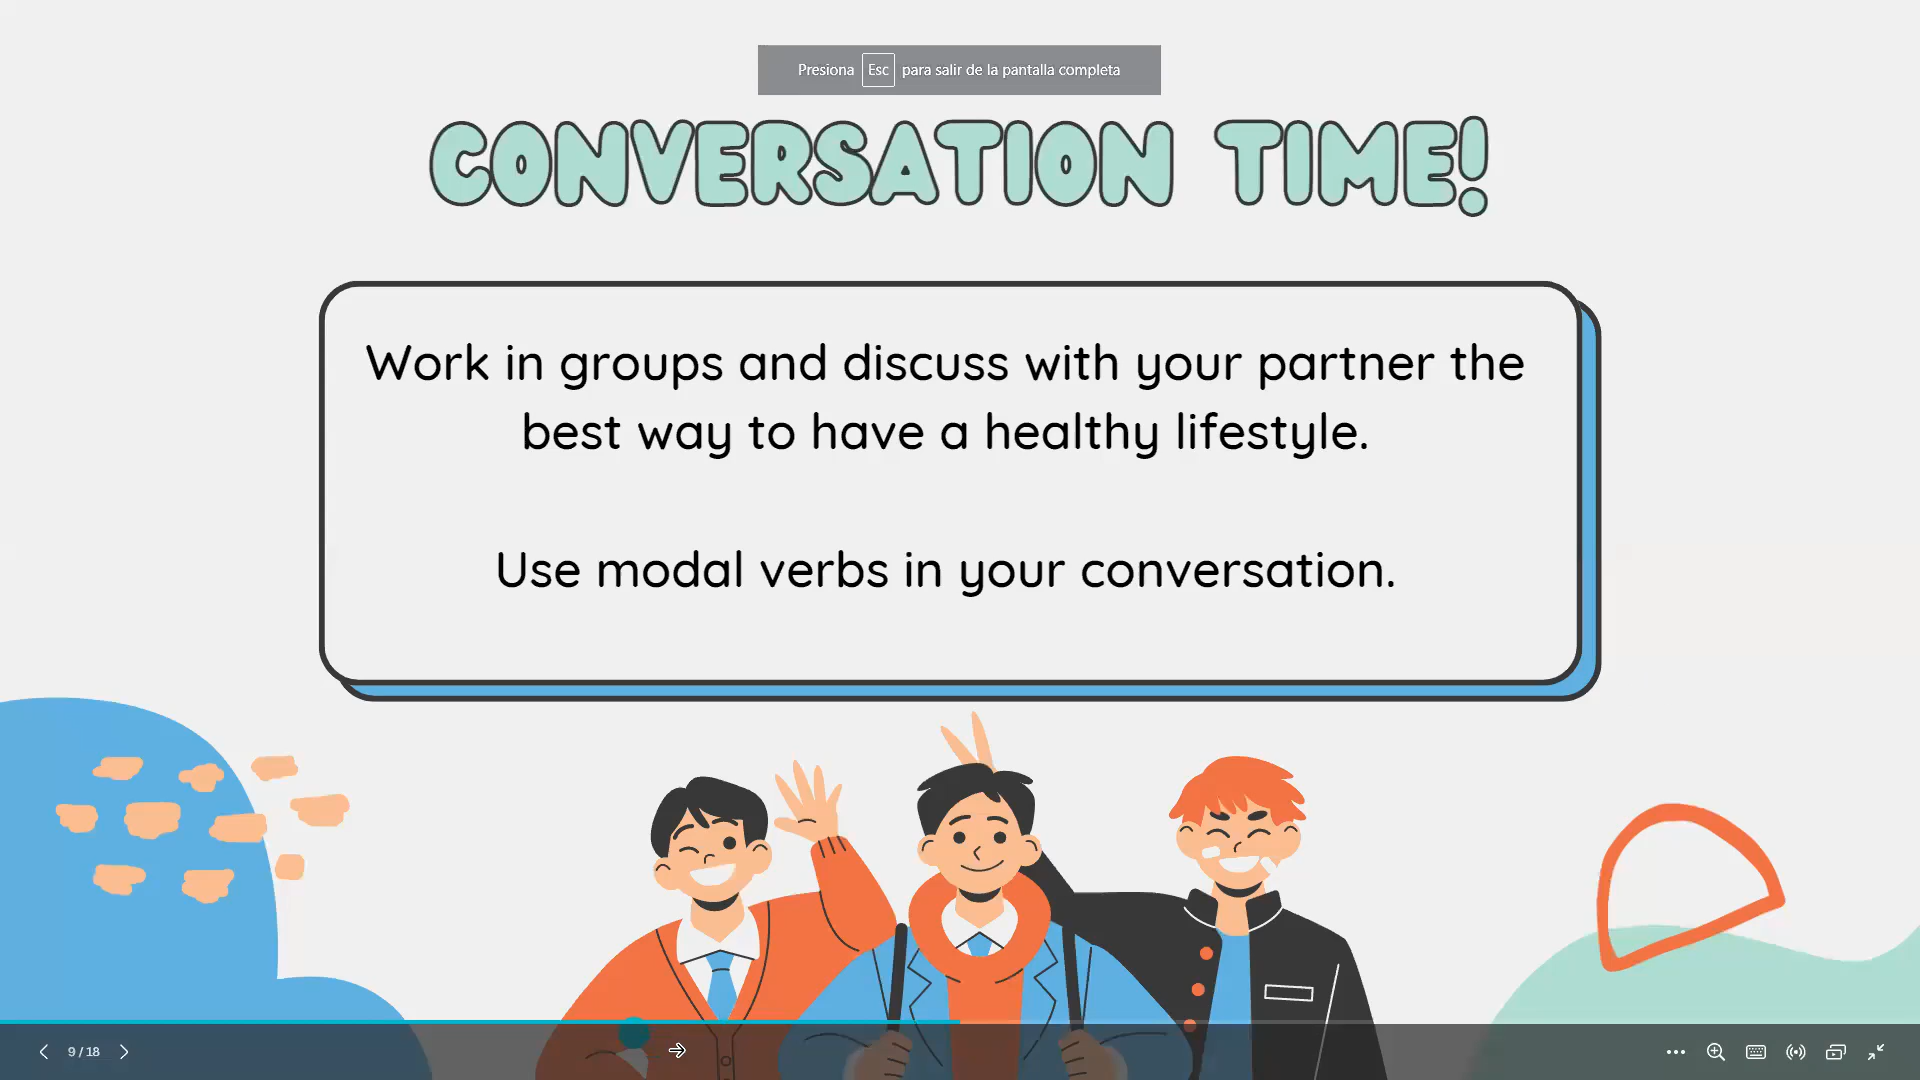 Presiona Esc para salir de la pantalla completa
CONVERSATION TIME!
Work in groups and discuss with your partner the
best way to have a healthy lifestyle.
Use modal verbs in your conversation.
9 / 18